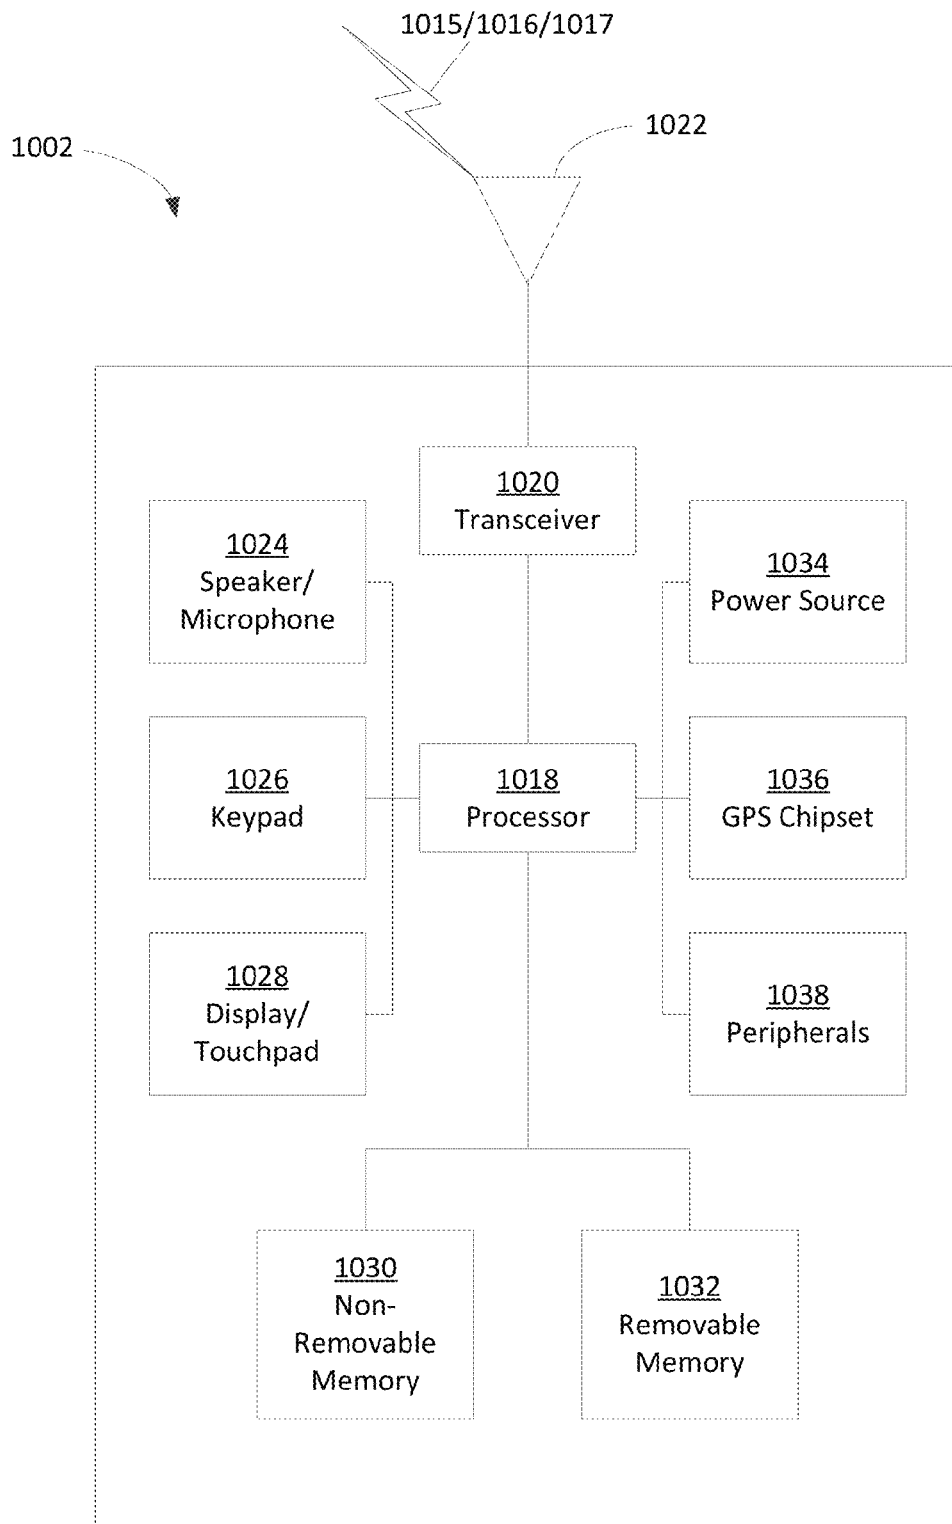 1015/1016/1017
1022
1002
1020
Transceiver
1024
Speaker/
Microphone
1034
Power Source
1026
Keypad
1018
Processor
1036
GPS Chipset
1028
Display/
Touchpad
1038
Peripherals
1030
Non-
Removable
Memory
1032
Removable
Memory